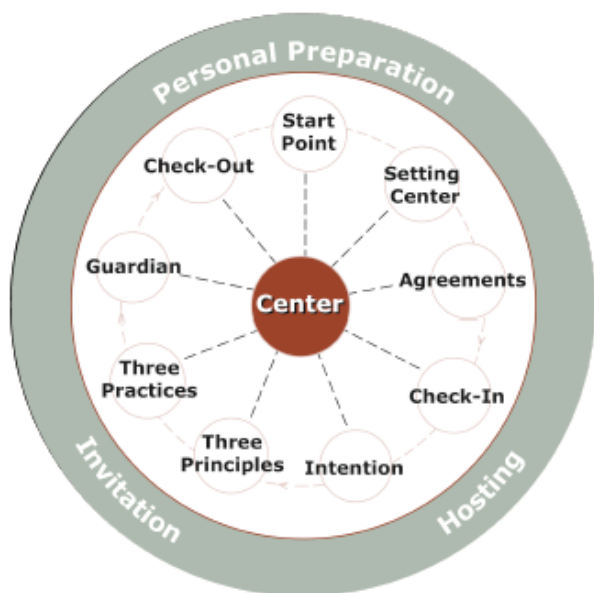 Personal Preparation
Start
Point
Check-Out
Setting
Center
Guardian
Center
Agreements
Three
Practices
Check-In
Three
Principles
Intention
Invitation
Hosting